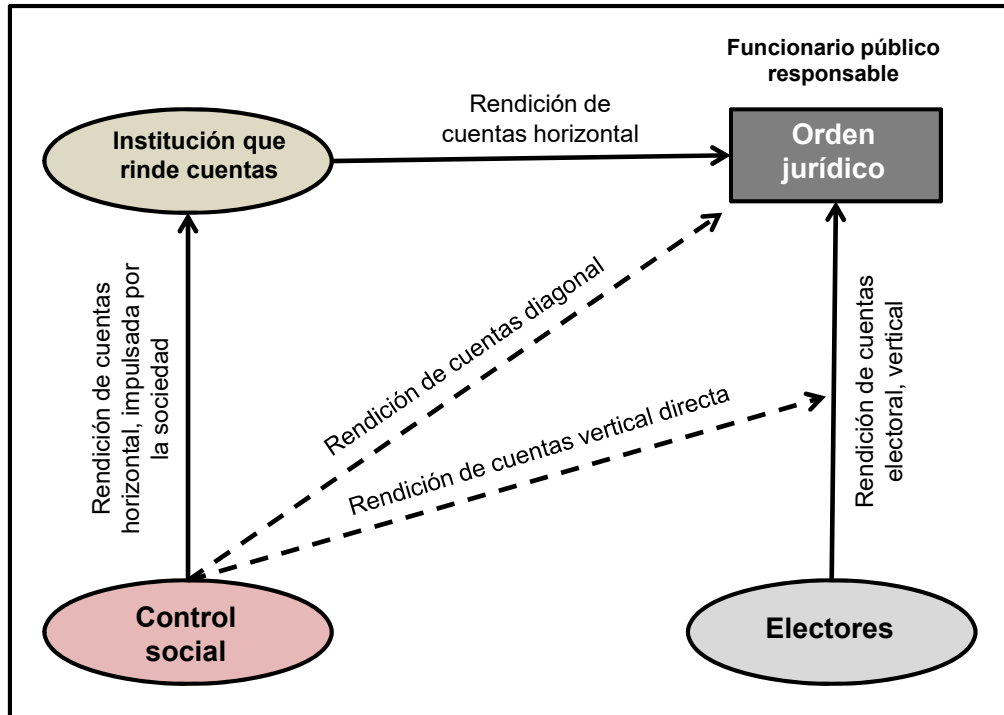 Funcionario público
responsable
Rendición de
cuentas horizontal
Institución que
rinde cuentas
Orden
jurídico
Rendición de cuentas
horizontal, impulsada por
la sociedad
Rendición de cuentas diagonal
Rendición de cuentas vertical directa
Rendición de cuentas
electoral, vertical
Control
social
Electores